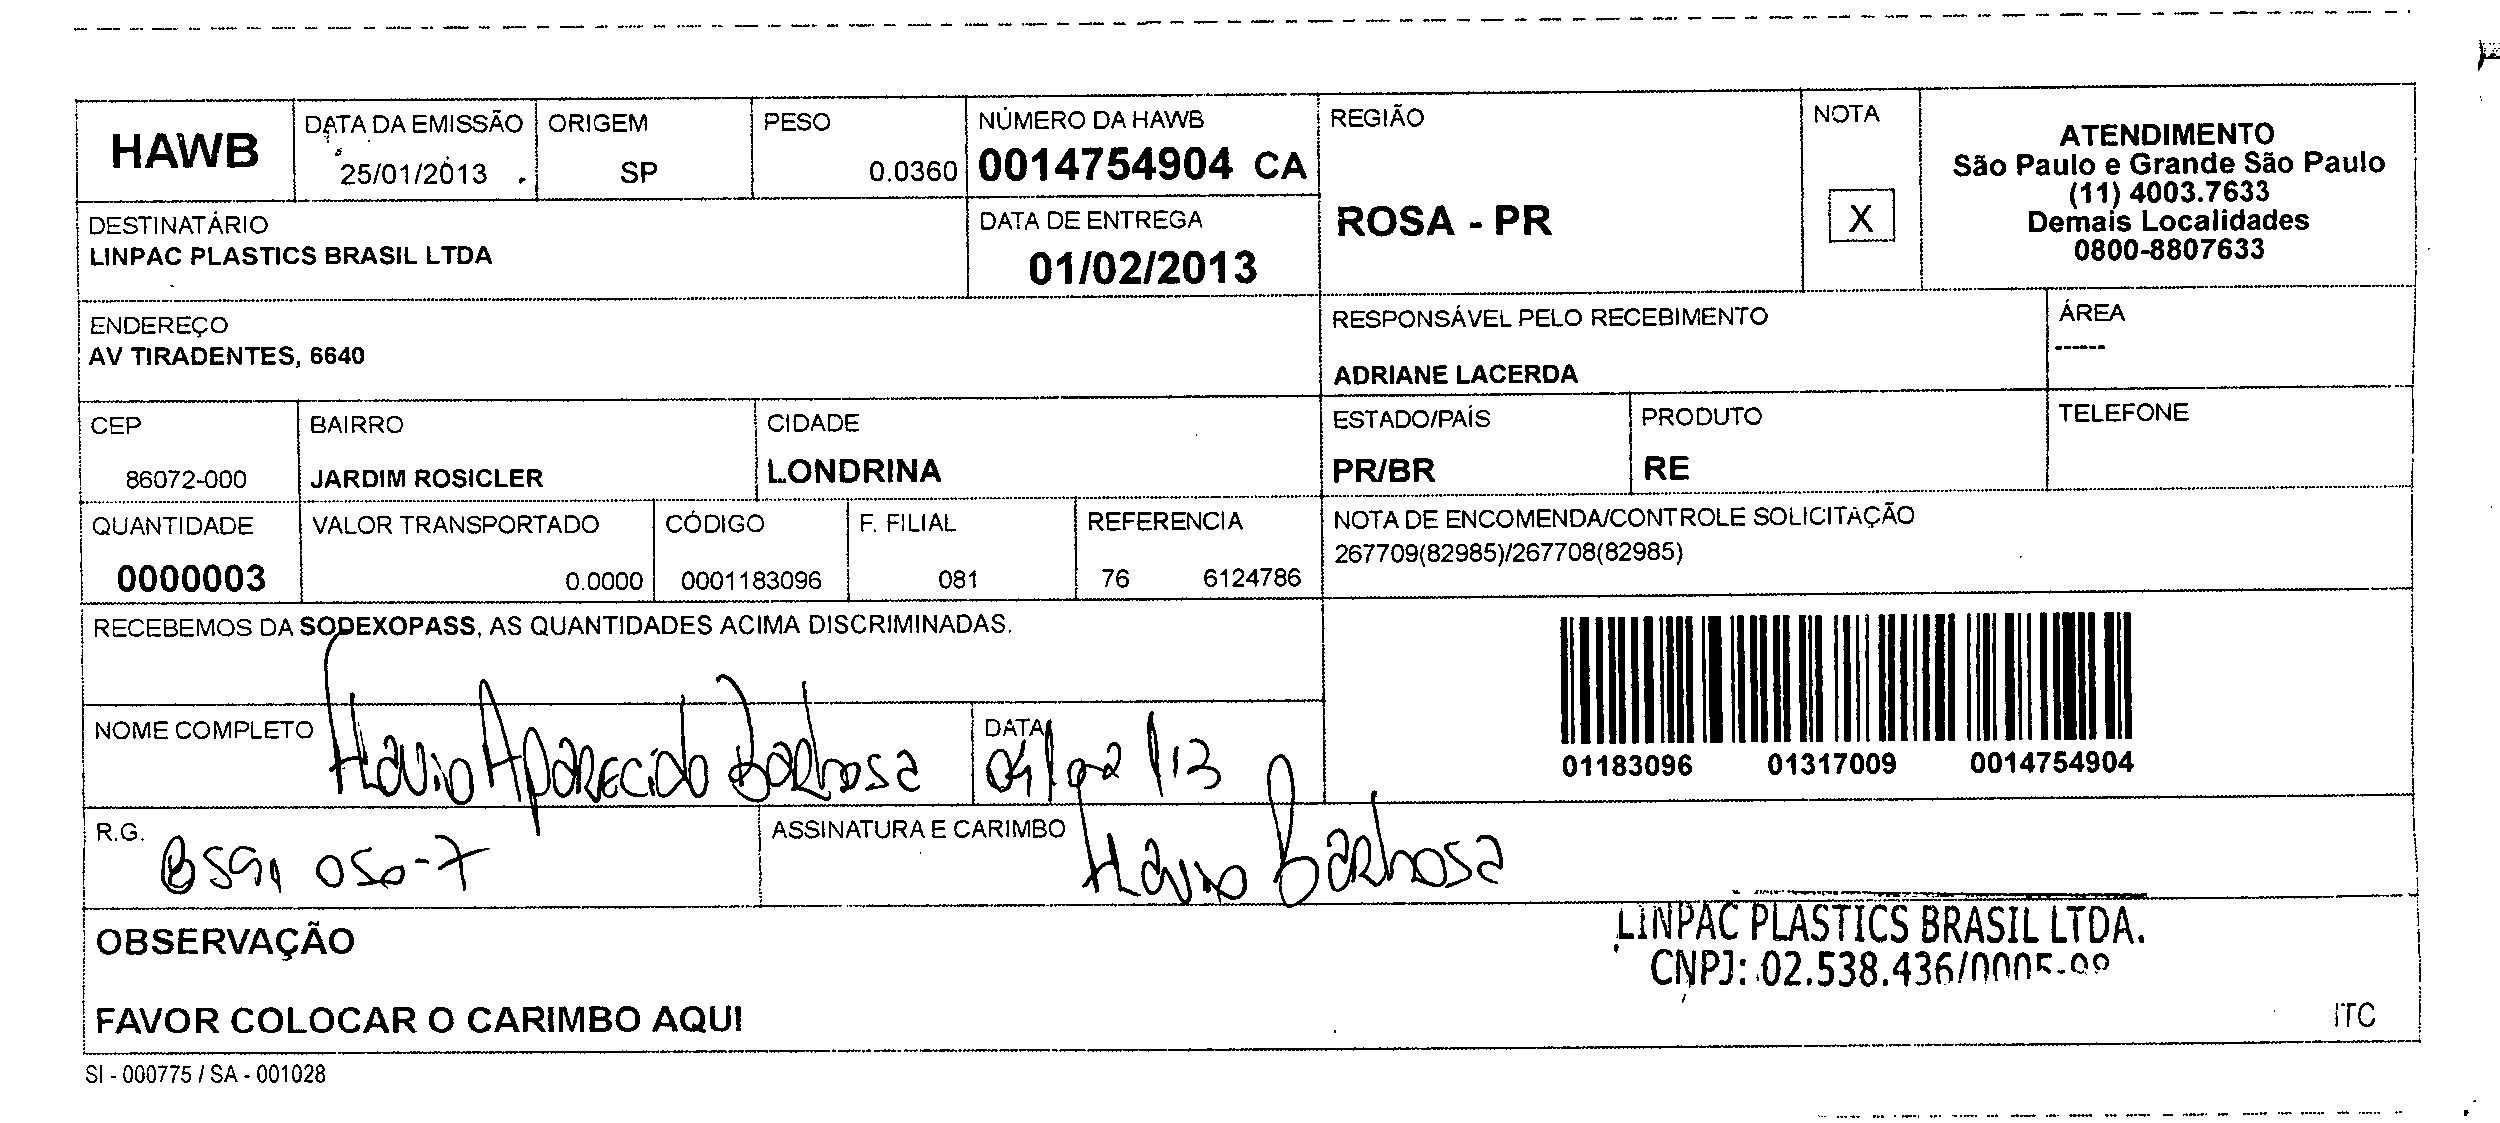 HAWB
DATA DA EMISSÃO
25/01/2013
ORIGEM
SP
PESO
0.0360
NÚMERO DA HAWB
0014754904 CA
REGIÃO
ROSA - PR
NOTA
X
ATENDIMENTO
São Paulo e Grande São Paulo
(11) 4003.7633
Demais Localidades
0800-8807633
DESTINATÁRIO
LINPAC PLASTICS BRASIL LTDA
DATA DE ENTREGA
01/02/2013
ENDEREÇO
AV TIRADENTES, 6640
RESPONSÁVEL PELO RECEBIMENTO
ADRIANE LACERDA
ÁREA
------
CEP
86072-000
BAIRRO
JARDIM ROSICLER
CIDADE
LONDRINA
ESTADO/PAÍS
PR/BR
PRODUTO
RE
TELEFONE
QUANTIDADE
0000003
VALOR TRANSPORTADO
0.0000
CÓDIGO
0001183096
F. FILIAL
081
REFERENCIA
76 6124786
NOTA DE ENCOMENDA/CONTROLE SOLICITAÇÃO
267709(82985)/267708(82985)
RECEBEMOS DA SODEXOPASS, AS QUANTIDADES ACIMA DISCRIMINADAS.
01183096 01317009 0014754904
NOME COMPLETO
Flavio Aparecido Barbosa
DATA
04/02/13
R.G.
050-7
ASSINATURA E CARIMBO
Flavio Barbosa
LINPAC PLASTICS BRASIL LTDA.
CNPJ: 02.538.436/0005-98
OBSERVAÇÃO
FAVOR COLOCAR O CARIMBO AQUI
ITC
SI - 000775 / SA - 001028